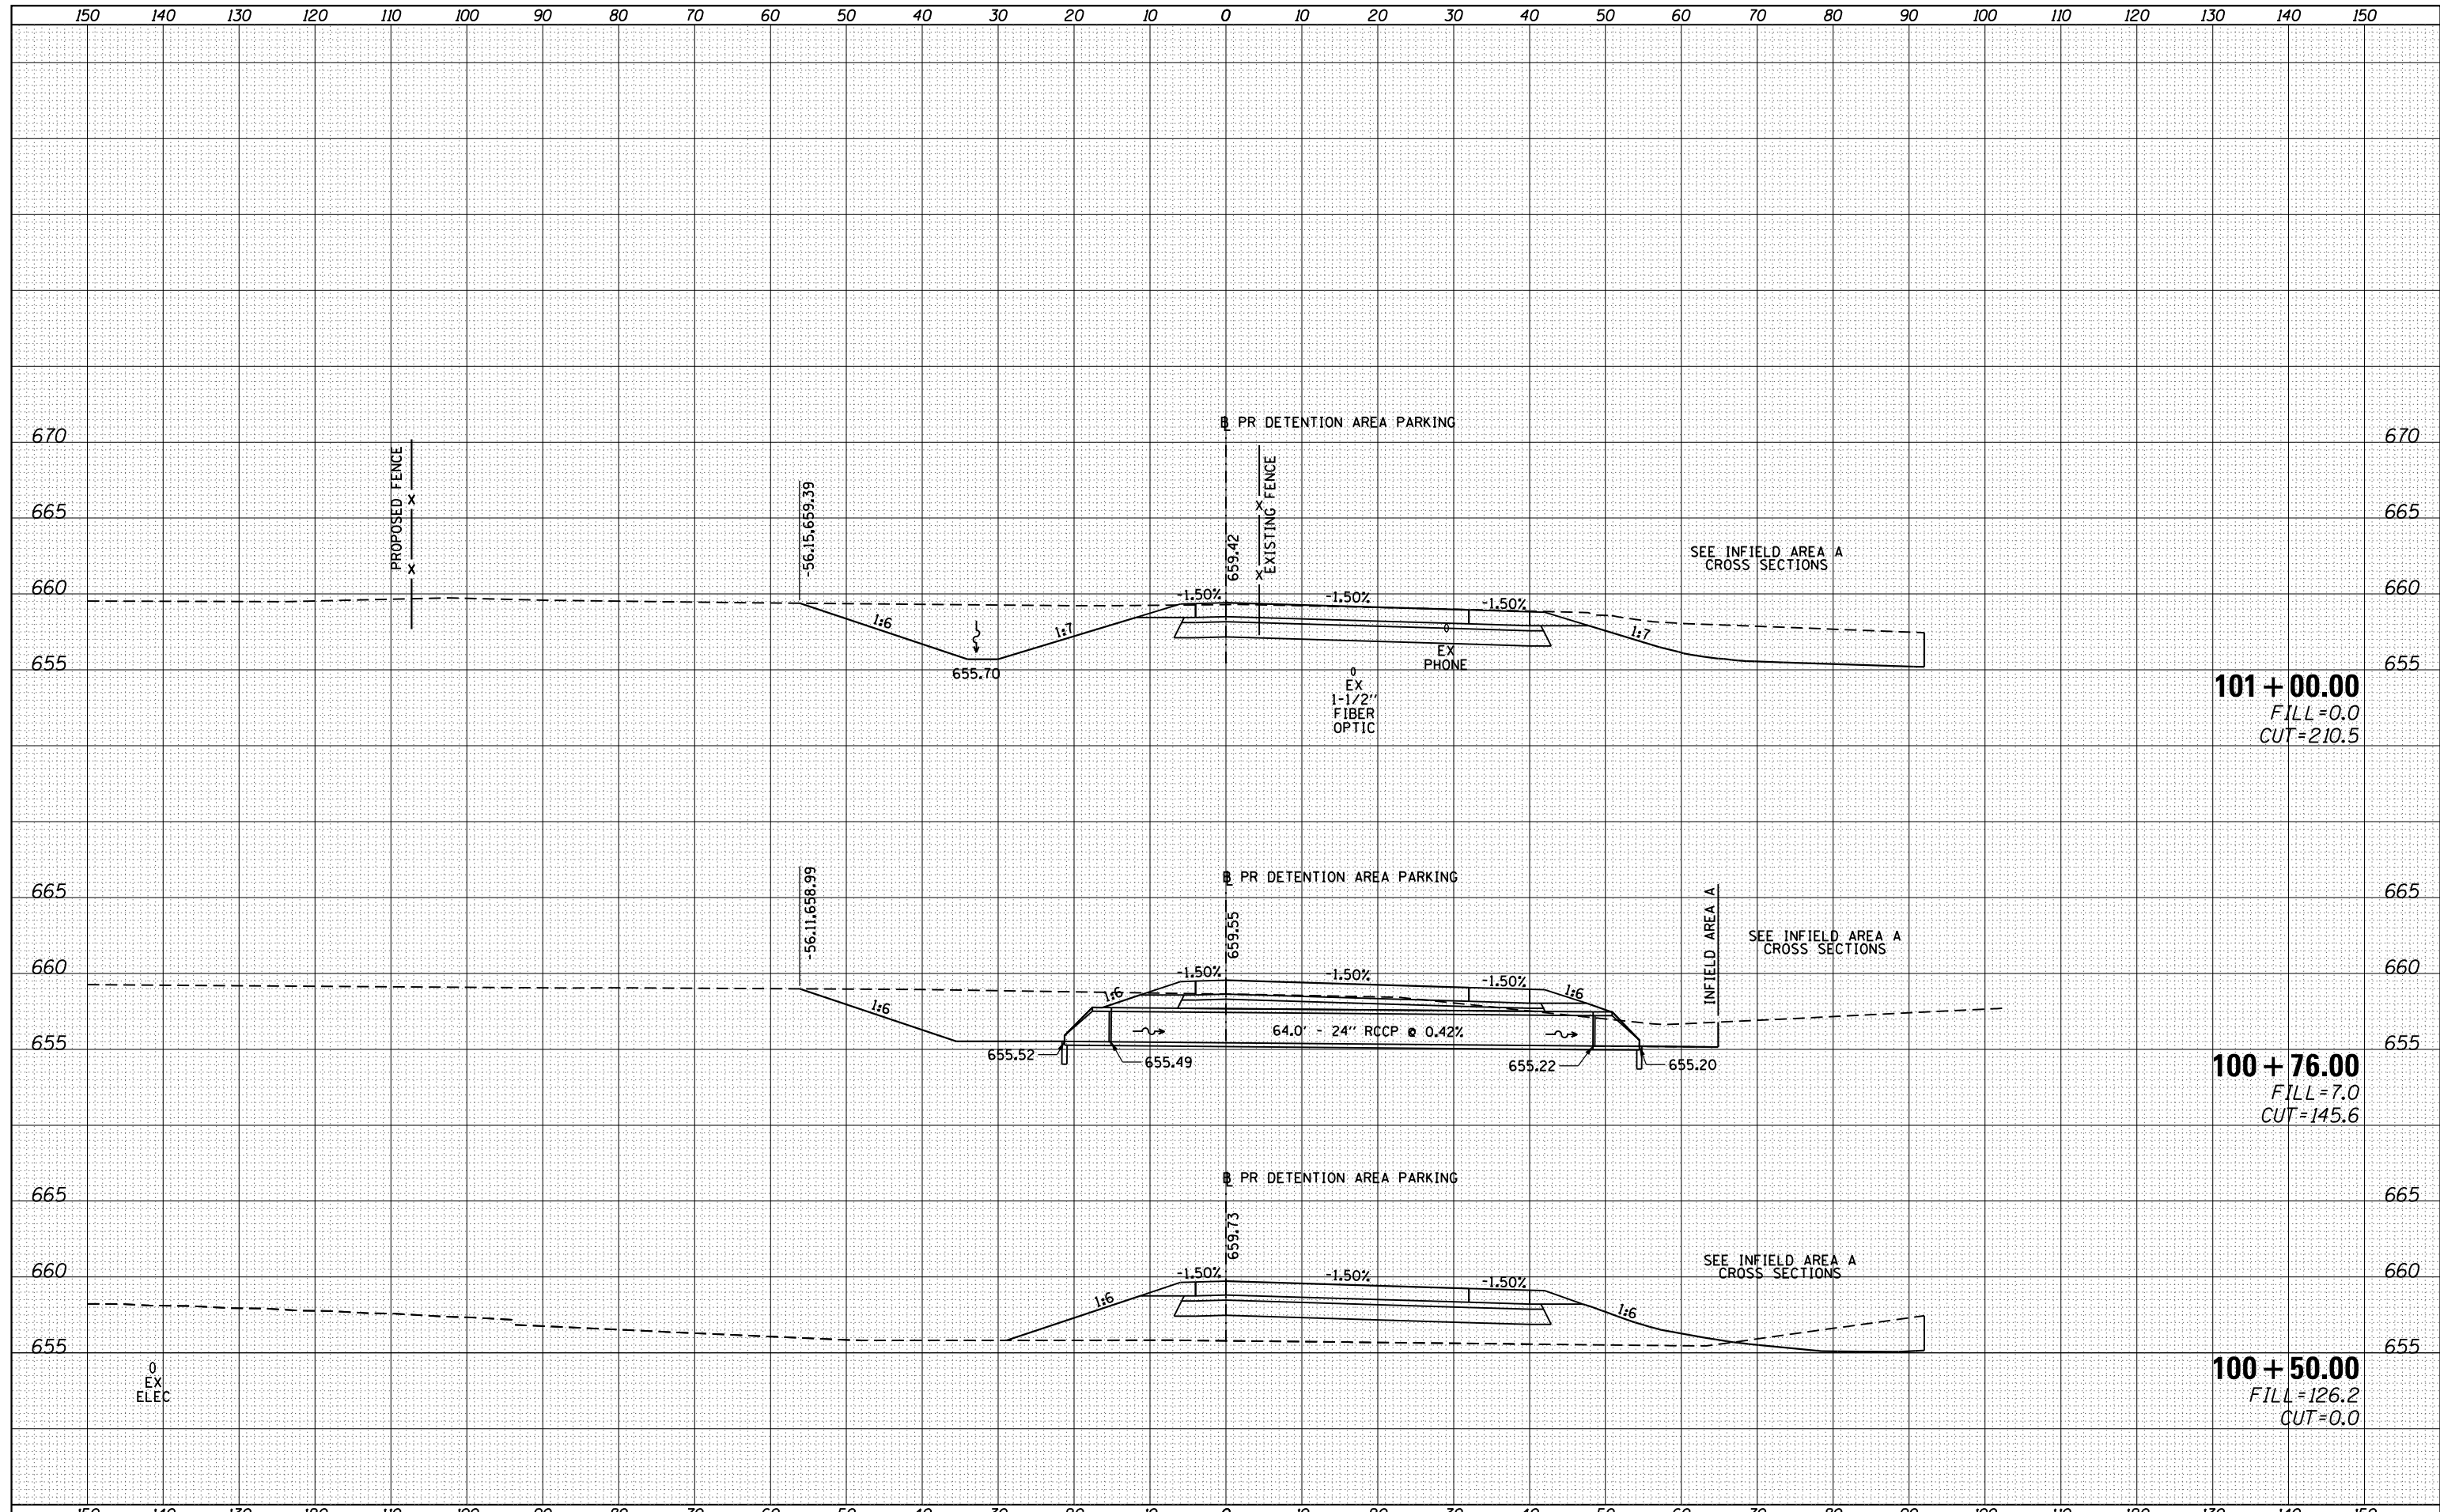 150 140 130 120 110 100 90 80 70 60 50 40 30 20 10 0 10 20 30 40 50 60 70 80 90 100 110 120 130 140 150
℄ PR DETENTION AREA PARKING
670 670
PROPOSED FENCE
X
X
-56.15,659.39
659.42
EXISTING FENCE
X
X
665 665
SEE INFIELD AREA A
CROSS SECTIONS
660 660
-1.50% -1.50% -1.50%
1:6 1:7 1:7
655.70
EX
PHONE
655 655
EX
1-1/2''
FIBER
OPTIC
101+00.00
FILL=0.0
CUT=210.5
℄ PR DETENTION AREA PARKING
665 665
-56.11,658.99
659.55
INFIELD AREA A
SEE INFIELD AREA A
CROSS SECTIONS
660 660
-1.50% -1.50% -1.50%
1:6 1:6 1:6
64.0' - 24'' RCCP @ 0.42%
655 655
655.52 655.49 655.22 655.20
100+76.00
FILL=7.0
CUT=145.6
℄ PR DETENTION AREA PARKING
665 665
659.73
SEE INFIELD AREA A
CROSS SECTIONS
660 660
-1.50% -1.50% -1.50%
1:6 1:6
655 655
0
EX
ELEC
100+50.00
FILL=126.2
CUT=0.0